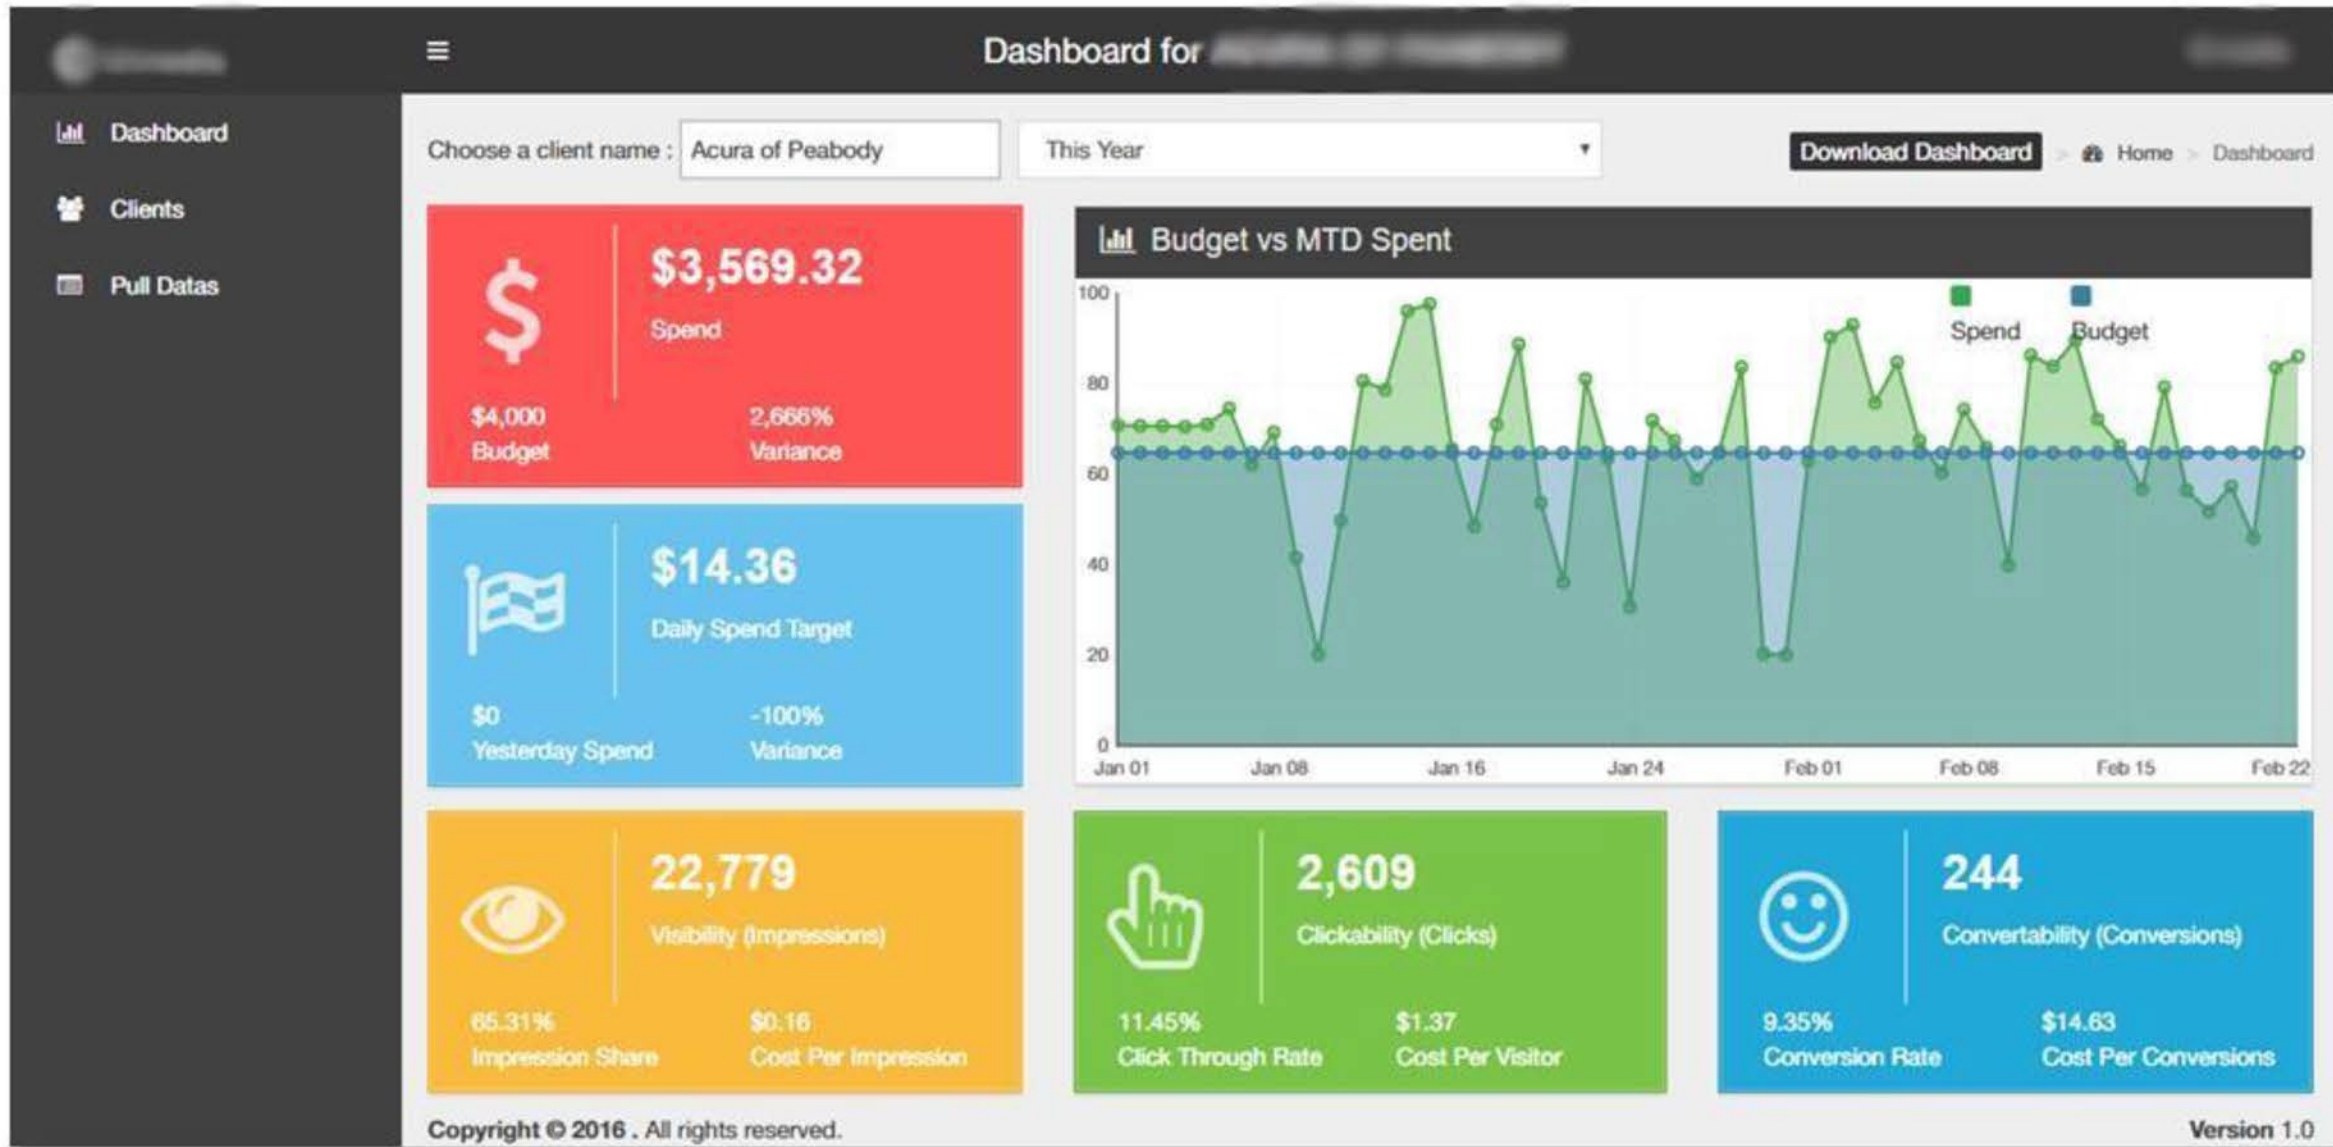 Dashboard for
Dashboard
Clients
Pull Datas
Choose a client name : Acura of Peabody
This Year
Download Dashboard > Home > Dashboard
$3,569.32
Spend
$4,000 2,666%
Budget Variance
Budget vs MTD Spent
100
80
60
40
20
0
Spend Budget
Jan 01 Jan 08 Jan 16 Jan 24 Feb 01 Feb 08 Feb 15 Feb 22
$14.36
Daily Spend Target
$0 -100%
Yesterday Spend Variance
22,779
Visibility (Impressions)
65.31% $0.16
Impression Share Cost Per Impression
2,609
Clickability (Clicks)
11.45% $1.37
Click Through Rate Cost Per Visitor
244
Convertability (Conversions)
9.35% $14.63
Conversion Rate Cost Per Conversions
Copyright © 2016 . All rights reserved.
Version 1.0